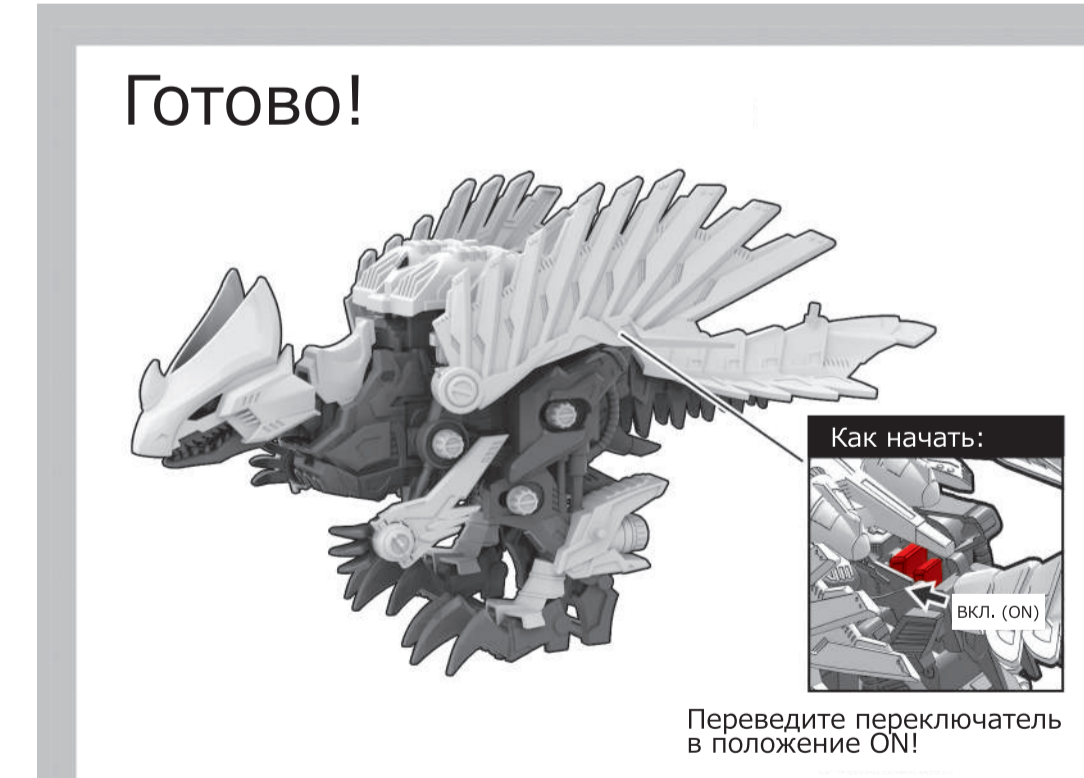 Готово!
Как начать:
ВКЛ. (ON)
Переведите переключатель
в положение ON!